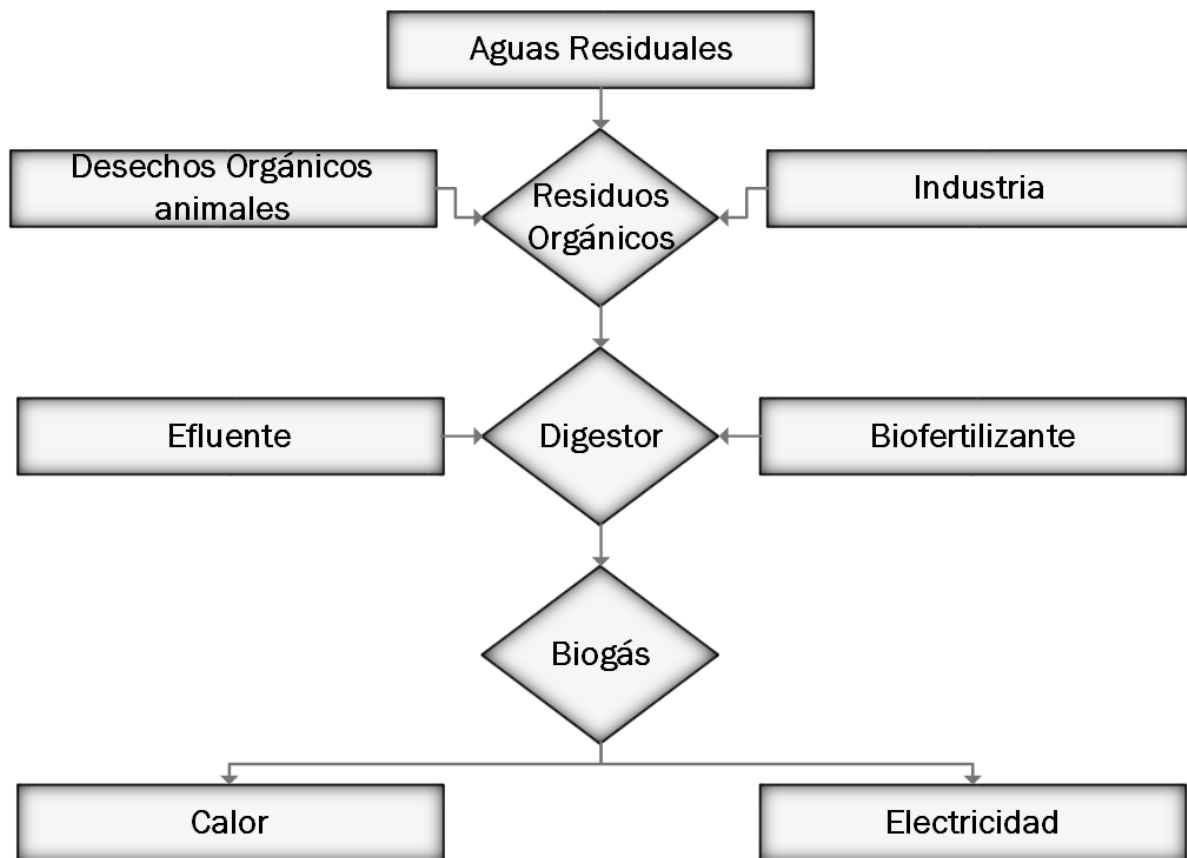 Aguas Residuales
Desechos Orgánicos
animales
Residuos
Orgánicos
Industria
Efluente
Digestor
Biofertilizante
Biogás
Calor
Electricidad